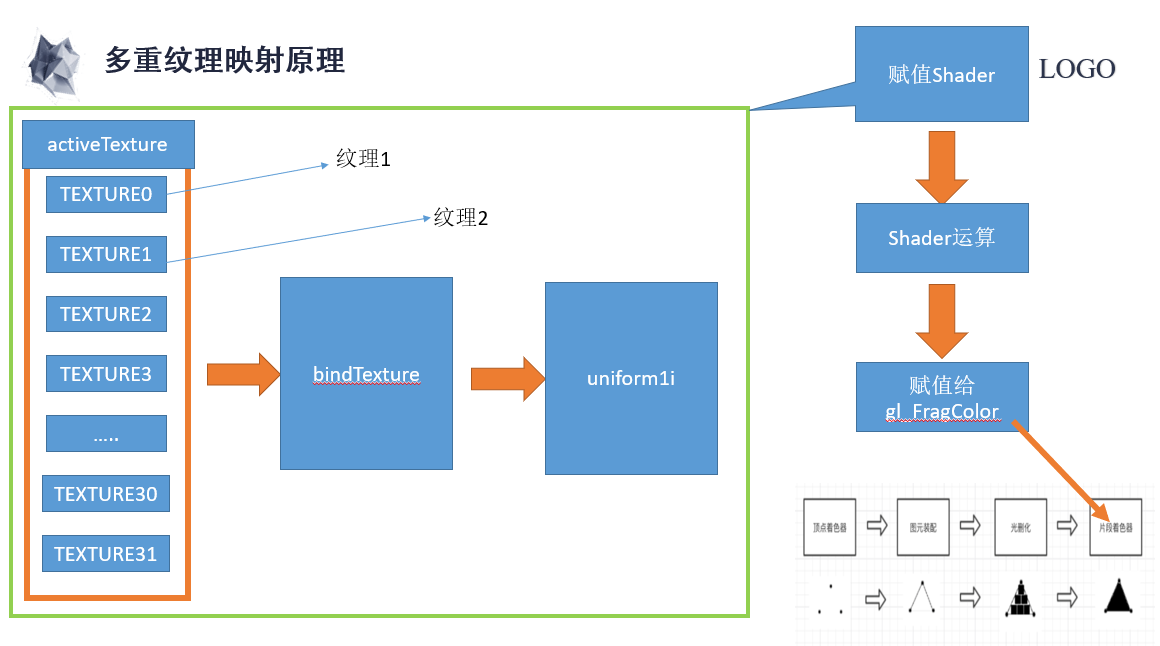 多重纹理映射原理
LOGO
activeTexture
TEXTURE0
TEXTURE1
TEXTURE2
TEXTURE3
…..
TEXTURE30
TEXTURE31
纹理1
纹理2
bindTexture
uniform1i
赋值Shader
Shader运算
赋值给
gl_FragColor
顶点着色器
图元装配
光删化
片段着色器